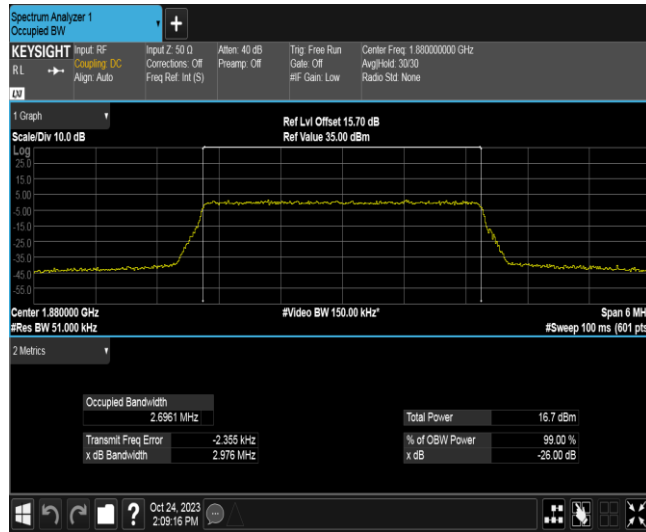 Spectrum Analyzer 1
Occupied BW
+
KEYSIGHT
RL
LXI
Input: RF
Coupling: DC
Align: Auto
Input Z: 50 Ω
Corrections: Off
Freq Ref: Int (S)
Atten: 40 dB
Preamp: Off
Trig: Free Run
Gate: Off
#IF Gain: Low
Center Freq: 1.880000000 GHz
Avg|Hold: 30/30
Radio Std: None
1 Graph
Scale/Div 10.0 dB
Ref Lvl Offset 15.70 dB
Ref Value 35.00 dBm
Log
25.0
15.0
5.00
-5.00
-15.0
-25.0
-35.0
-45.0
-55.0
Center 1.880000 GHz
#Res BW 51.000 kHz
#Video BW 150.00 kHz*
Span 6 MH
#Sweep 100 ms (601 pts
2 Metrics
Occupied Bandwidth
2.6961 MHz
Transmit Freq Error -2.355 kHz
x dB Bandwidth 2.976 MHz
Total Power 16.7 dBm
% of OBW Power 99.00 %
x dB -26.00 dB
?
Oct 24, 2023
2:09:16 PM